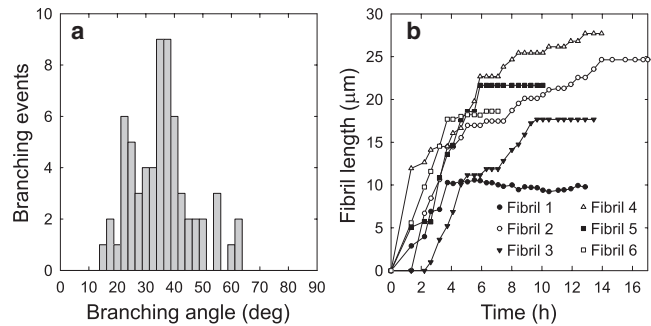 a
Branching events
10
8
6
4
2
0
0 10 20 30 40 50 60 70 80 90
Branching angle (deg)
b
Fibril length (μm)
30
25
20
15
10
5
0
Fibril 1 Fibril 4
Fibril 2 Fibril 5
Fibril 3 Fibril 6
0 2 4 6 8 10 12 14 16
Time (h)